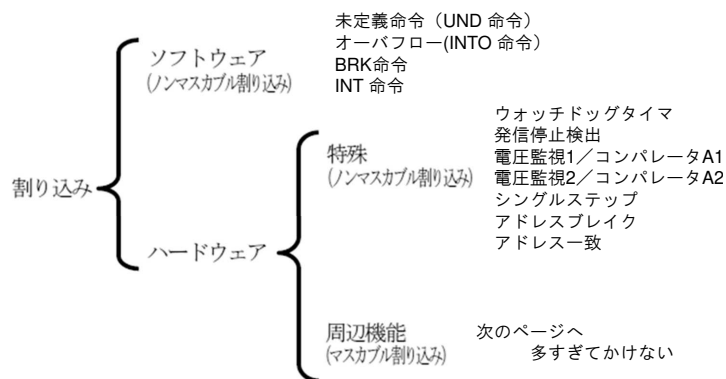 割り込み
ソフトウェア
(ノンマスカブル割り込み)
未定義命令（UND 命令）
オーバフロー(INTO 命令）
BRK命令
INT 命令
ハードウェア
特殊
(ノンマスカブル割り込み)
ウォッチドッグタイマ
発信停止検出
電圧監視1／コンパレータA1
電圧監視2／コンパレータA2
シングルステップ
アドレスブレイク
アドレス一致
周辺機能
(マスカブル割り込み)
次のページへ
多すぎてかけない